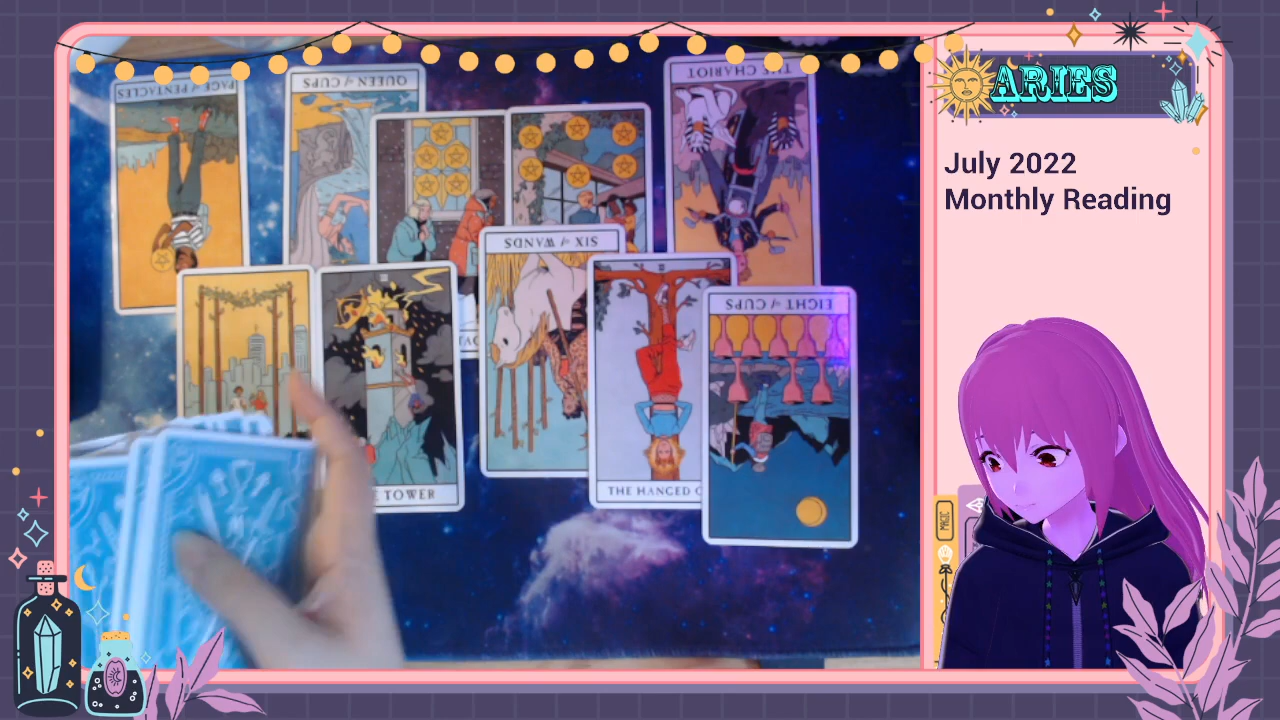 ARIES
July 2022
Monthly Reading
PAGE of PENTACLES
QUEEN of CUPS
THE CHARIOT
SIX of WANDS
EIGHT of CUPS
TOWER
THE HANGED
MAGIC